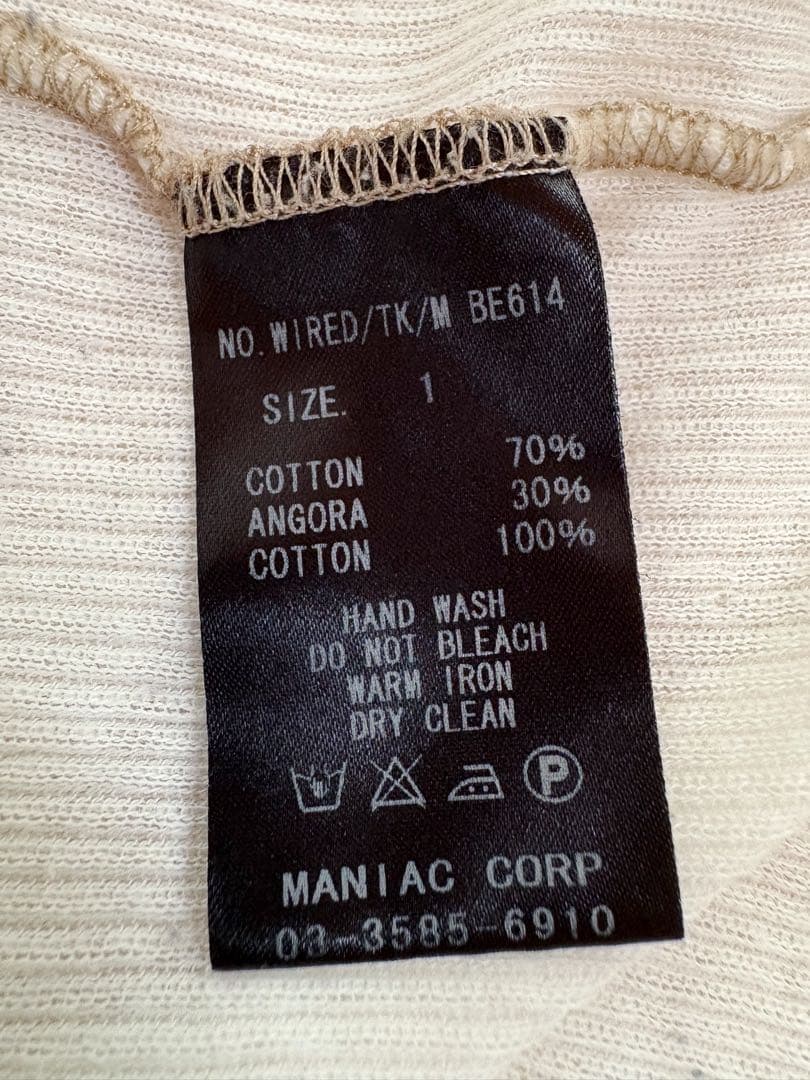 NO. WIRED/TK/M BE614
SIZE. 1
COTTON 70%
ANGORA 30%
COTTON 100%
HAND WASH
DO NOT BLEACH
WARM IRON
DRY CLEAN
P
MANIAC CORP
03-3585-6910